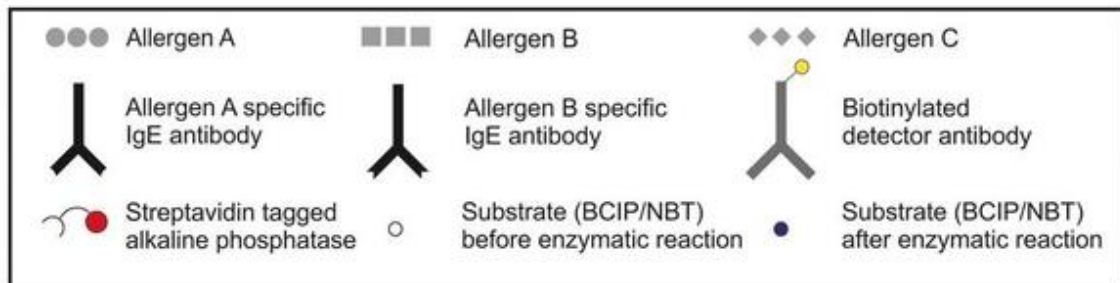 Allergen A
Allergen B
Allergen C
Allergen A specific
IgE antibody
Allergen B specific
IgE antibody
Biotinylated
detector antibody
Streptavidin tagged
alkaline phosphatase
Substrate (BCIP/NBT)
before enzymatic reaction
Substrate (BCIP/NBT)
after enzymatic reaction